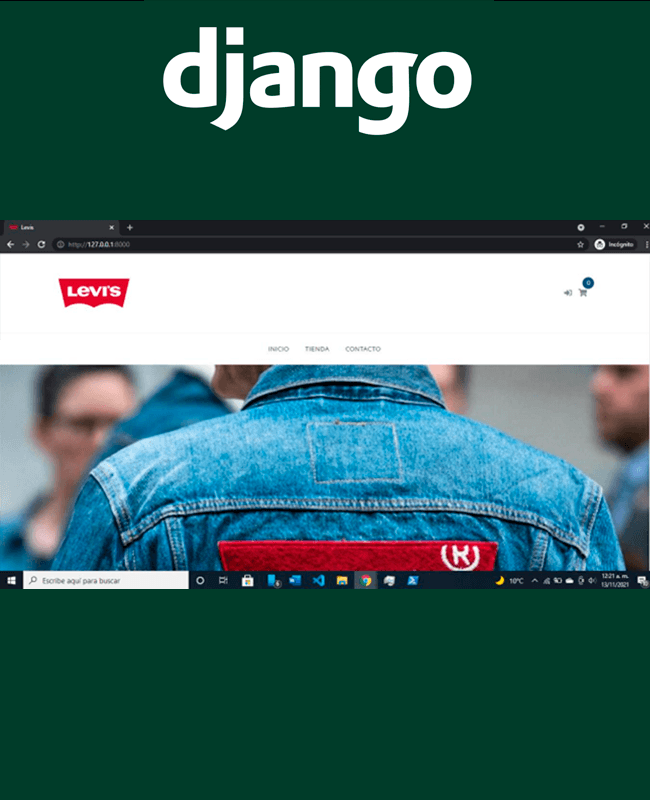 django
Levis
http://127.0.0.1:8000
Incógnito
LEVI'S
0
INICIO
TIENDA
CONTACTO
Escribe aquí para buscar
10°C
12:21 a. m.
13/11/2021